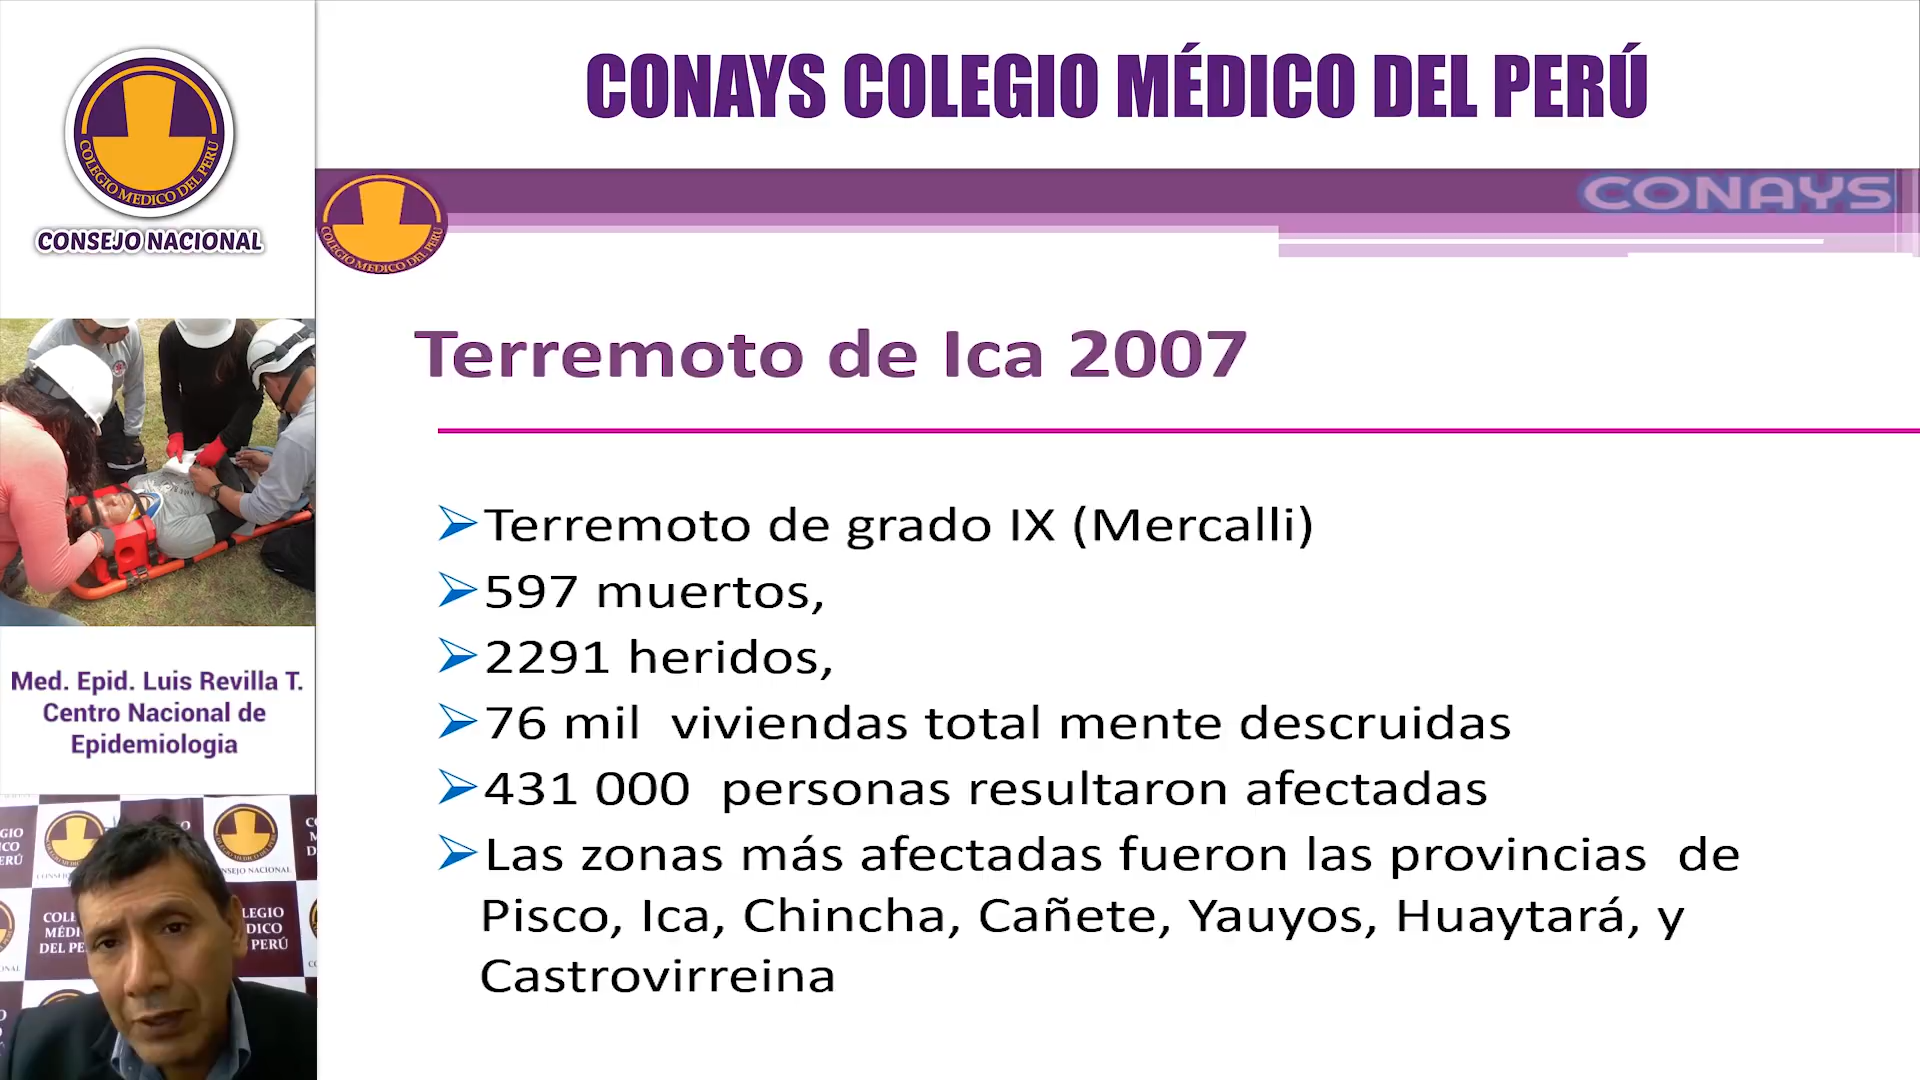 COLEGIO MEDICO DEL PERU
CONSEJO NACIONAL
CONAYS COLEGIO MÉDICO DEL PERÚ
COLEGIO MEDICO DEL PERU
CONAYS
Terremoto de Ica 2007
Terremoto de grado IX (Mercalli)
597 muertos,
2291 heridos,
76 mil viviendas total mente descruidas
431 000 personas resultaron afectadas
Las zonas más afectadas fueron las provincias de
Pisco, Ica, Chincha, Cañete, Yauyos, Huaytará, y
Castrovirreina
Med. Epid. Luis Revilla T.
Centro Nacional de
Epidemiologia